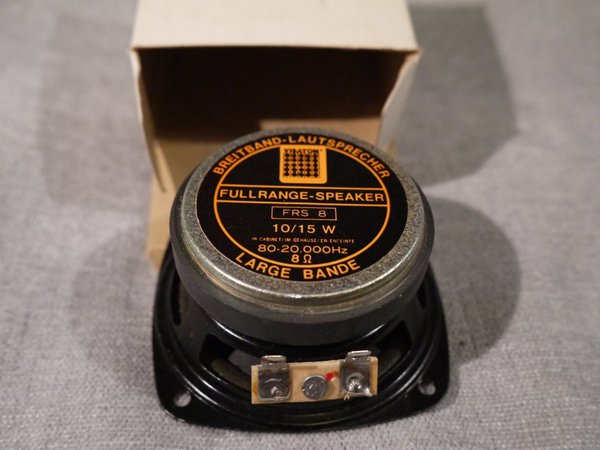 BREITBAND-LAUTSPRECHER
VISATON
FULLRANGE-SPEAKER
FRS 8
10/15 W
IN CABINET/IM GEHÄUSE/EN ENCEINTE
80-20.000Hz
8Ω
LARGE BANDE